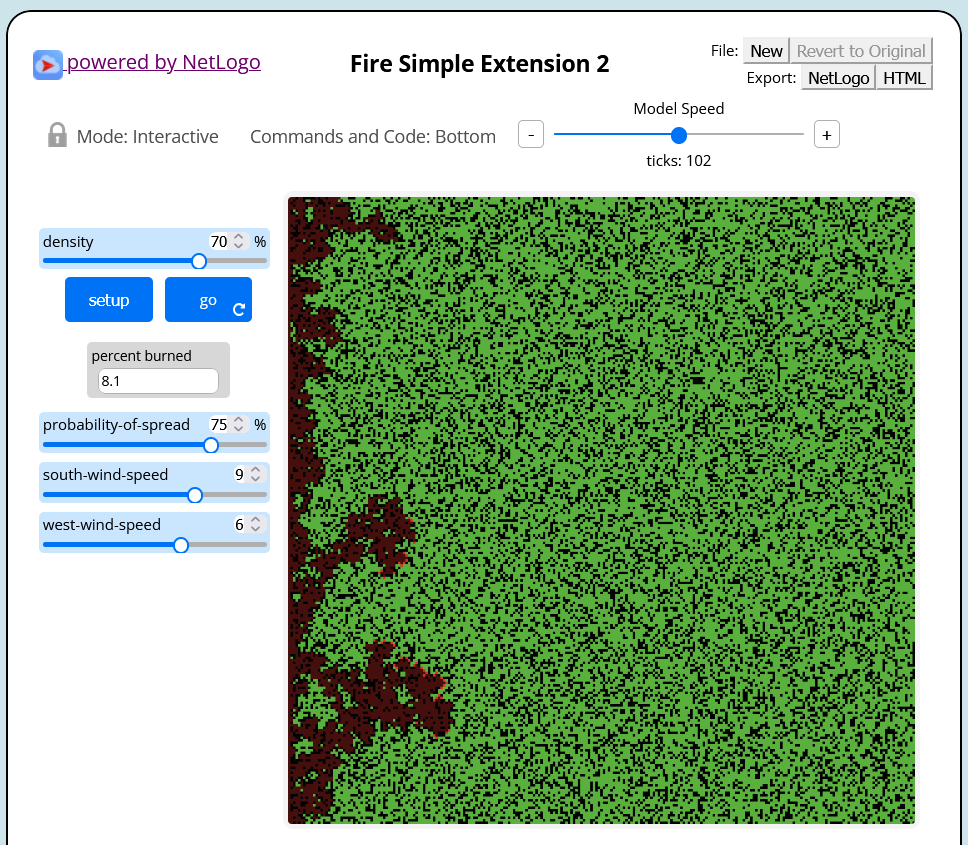 powered by NetLogo
Fire Simple Extension 2
File: New Revert to Original
Export: NetLogo HTML
Mode: Interactive
Commands and Code: Bottom
Model Speed
- +
ticks: 102
density 70 %
setup go
percent burned
8.1
probability-of-spread 75 %
south-wind-speed 9
west-wind-speed 6